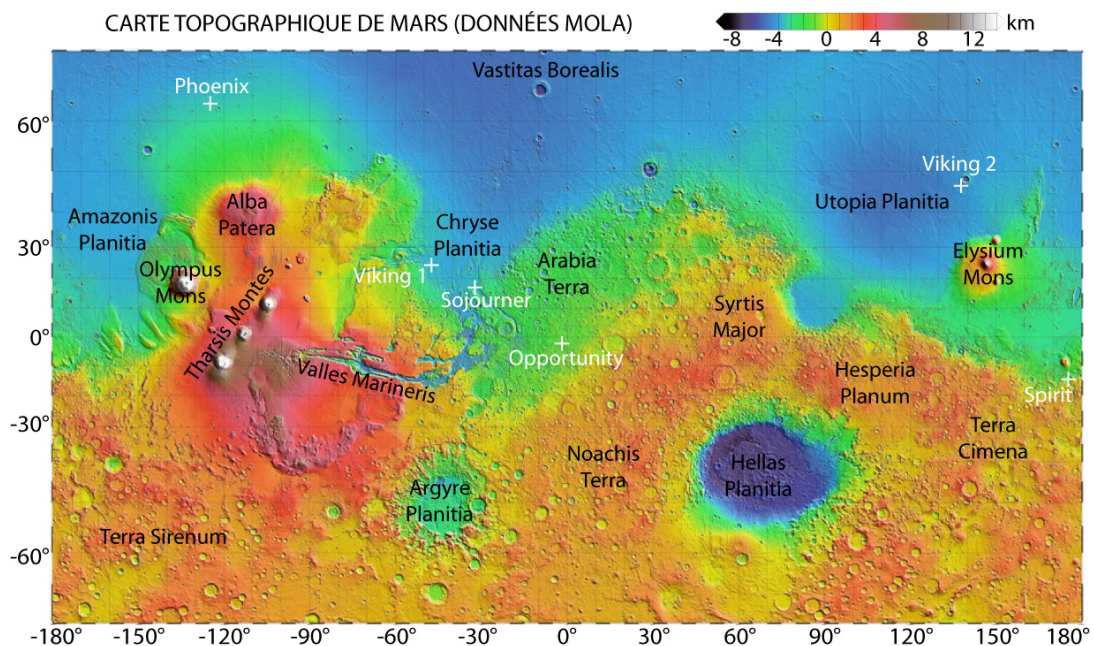 CARTE TOPOGRAPHIQUE DE MARS (DONNÉES MOLA)
km
-8 -4 0 4 8 12
Vastitas Borealis
Phoenix
60°
Viking 2
Alba
Patera
Utopia Planitia
Amazonis
Planitia
Chryse
Planitia
30°
Elysium
Mons
Arabia
Terra
Olympus
Mons
Viking 1
Sojourner
Tharsis Montes
Syrtis
Major
0°
Opportunity
Valles Marineris
Hesperia
Planum
Spirit
-30°
Terra
Cimena
Noachis
Terra
Hellas
Planitia
Argyre
Planitia
Terra Sirenum
-60°
-180° -150° -120° -90° -60° -30° 0° 30° 60° 90° 120° 150° 180°